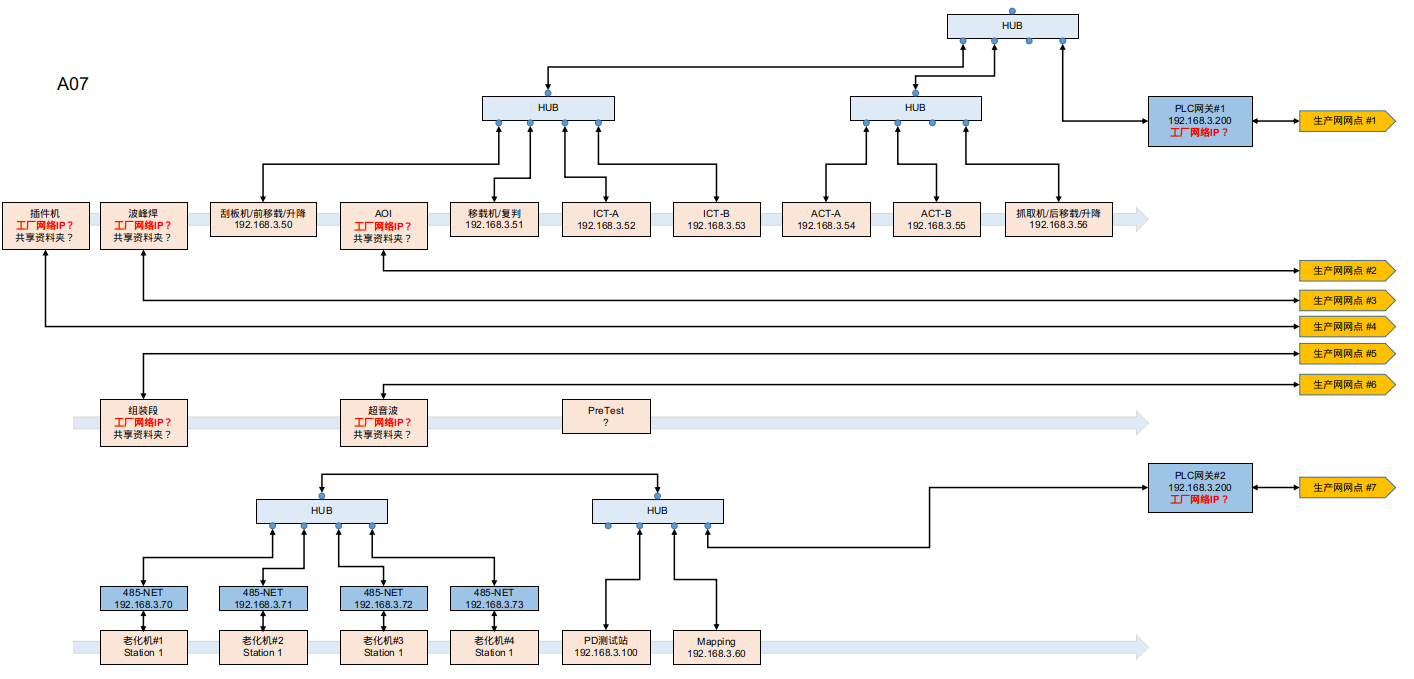 HUB
A07
HUB
HUB
PLC网关#1
192.168.3.200
工厂网络IP？
生产网网点 #1
插件机
工厂网络IP？
共享资料夹？
波峰焊
工厂网络IP？
共享资料夹？
刮板机/前移载/升降
192.168.3.50
AOI
工厂网络IP？
共享资料夹？
移载机/复判
192.168.3.51
ICT-A
192.168.3.52
ICT-B
192.168.3.53
ACT-A
192.168.3.54
ACT-B
192.168.3.55
抓取机/后移载/升降
192.168.3.56
生产网网点 #2
生产网网点 #3
生产网网点 #4
生产网网点 #5
生产网网点 #6
组装段
工厂网络IP？
共享资料夹？
超音波
工厂网络IP？
共享资料夹？
PreTest
？
PLC网关#2
192.168.3.200
工厂网络IP？
生产网网点 #7
HUB
HUB
485-NET
192.168.3.70
485-NET
192.168.3.71
485-NET
192.168.3.72
485-NET
192.168.3.73
老化机#1
Station 1
老化机#2
Station 1
老化机#3
Station 1
老化机#4
Station 1
PD测试站
192.168.3.100
Mapping
192.168.3.60